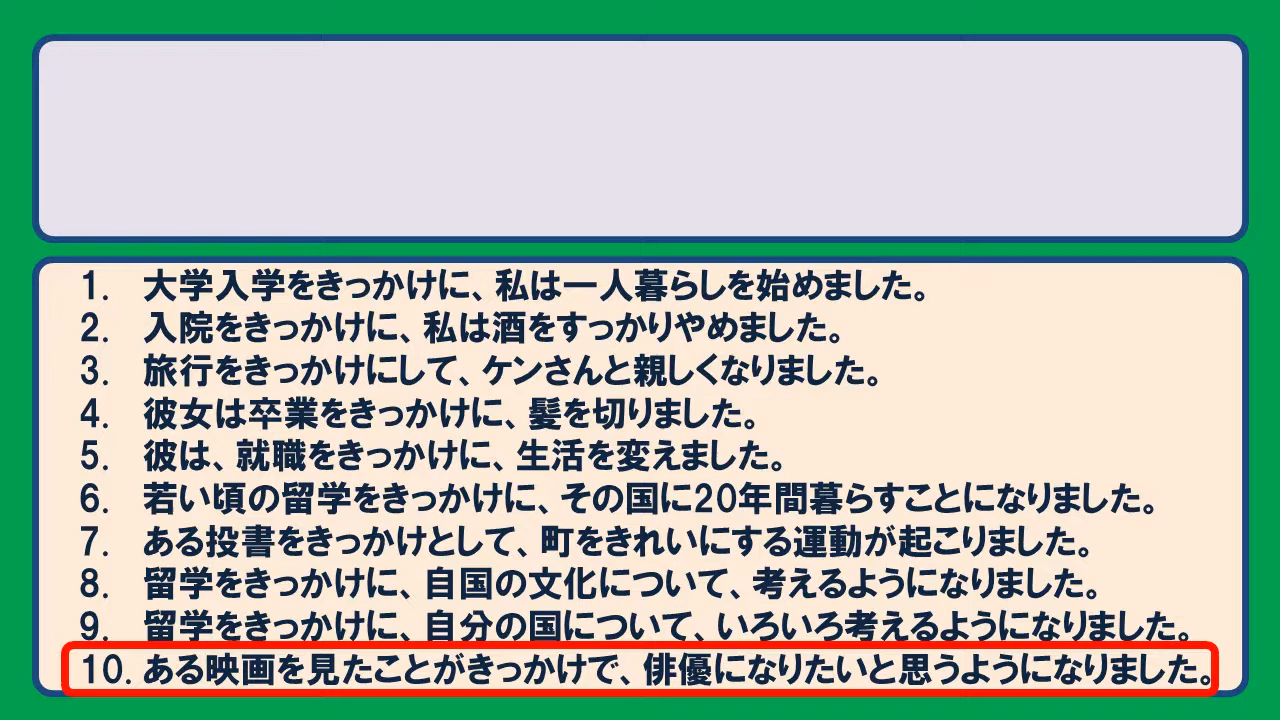 1. 大学入学をきっかけに、私は一人暮らしを始めました。
2. 入院をきっかけに、私は酒をすっかりやめました。
3. 旅行をきっかけにして、ケンさんと親しくなりました。
4. 彼女は卒業をきっかけに、髪を切りました。
5. 彼は、就職をきっかけに、生活を変えました。
6. 若い頃の留学をきっかけに、その国に20年間暮らすことになりました。
7. ある投書をきっかけとして、町をきれいにする運動が起こりました。
8. 留学をきっかけに、自国の文化について、考えるようになりました。
9. 留学をきっかけに、自分の国について、いろいろ考えるようになりました。
10. ある映画を見たことがきっかけで、俳優になりたいと思うようになりました。